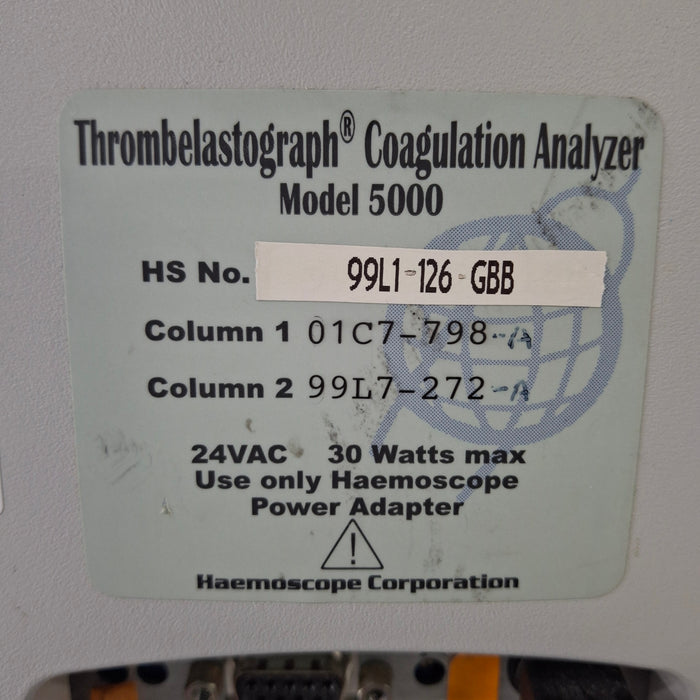 Thrombelastograph® Coagulation Analyzer
Model 5000
HS No. 99L1-126-GBB
Column 1 01C7-798-A
Column 2 99L7-272-A
24VAC 30 Watts max
Use only Haemoscope
Power Adapter
!
Haemoscope Corporation